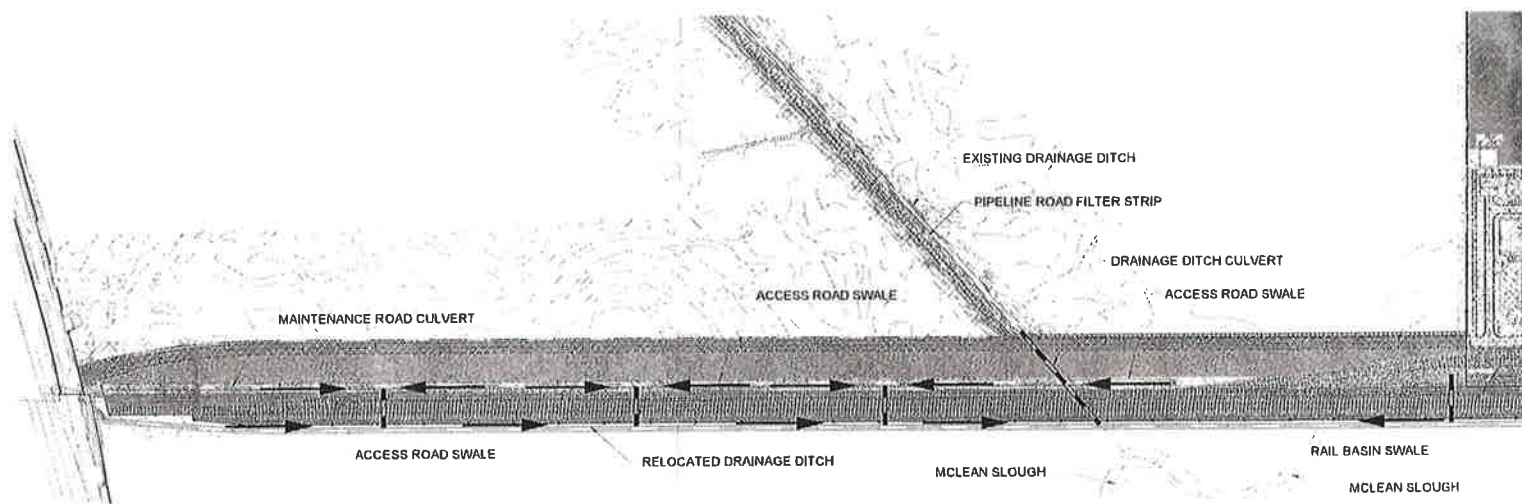 EXISTING DRAINAGE DITCH
PIPELINE ROAD FILTER STRIP
DRAINAGE DITCH CULVERT
ACCESS ROAD SWALE
ACCESS ROAD SWALE
MAINTENANCE ROAD CULVERT
ACCESS ROAD SWALE
RELOCATED DRAINAGE DITCH
MCLEAN SLOUGH
RAIL BASIN SWALE
MCLEAN SLOUGH